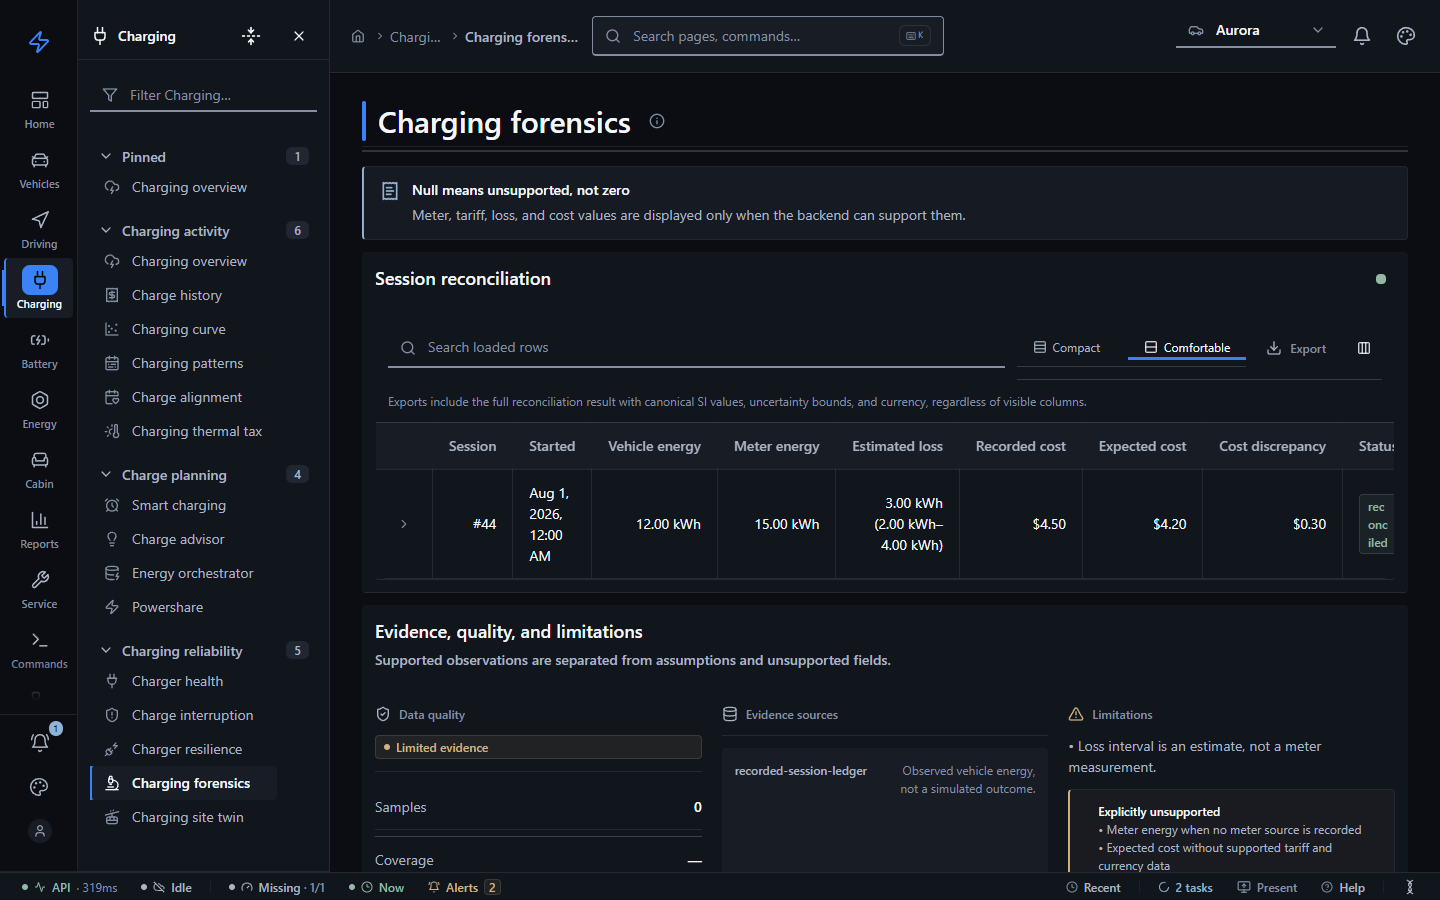 Home
Vehicles
Driving
Charging
Battery
Energy
Cabin
Reports
Service
Commands
1
Charging
Filter Charging...
Pinned
1
Charging overview
Charging activity
6
Charging overview
Charge history
Charging curve
Charging patterns
Charge alignment
Charging thermal tax
Charge planning
4
Smart charging
Charge advisor
Energy orchestrator
Powershare
Charging reliability
5
Charger health
Charge interruption
Charger resilience
Charging forensics
Charging site twin
Chargi...
Charging forens...
Search pages, commands...
K
Aurora
Charging forensics
Null means unsupported, not zero
Meter, tariff, loss, and cost values are displayed only when the backend can support them.
Session reconciliation
Search loaded rows
Compact
Comfortable
Export
Exports include the full reconciliation result with canonical SI values, uncertainty bounds, and currency, regardless of visible columns.
Session Started Vehicle energy Meter energy Estimated loss Recorded cost Expected cost Cost discrepancy Status
#44
Aug 1,
2026,
12:00
AM
12.00 kWh
15.00 kWh
3.00 kWh
(2.00 kWh–
4.00 kWh)
$4.50
$4.20
$0.30
rec
onc
iled
Evidence, quality, and limitations
Supported observations are separated from assumptions and unsupported fields.
Data quality
Limited evidence
Samples 0
Coverage —
Evidence sources
recorded-session-ledger
Observed vehicle energy,
not a simulated outcome.
Limitations
• Loss interval is an estimate, not a meter
measurement.
Explicitly unsupported
• Meter energy when no meter source is recorded
• Expected cost without supported tariff and
currency data
API · 319ms
Idle
Missing · 1/1
Now
Alerts 2
Recent
2 tasks
Present
Help